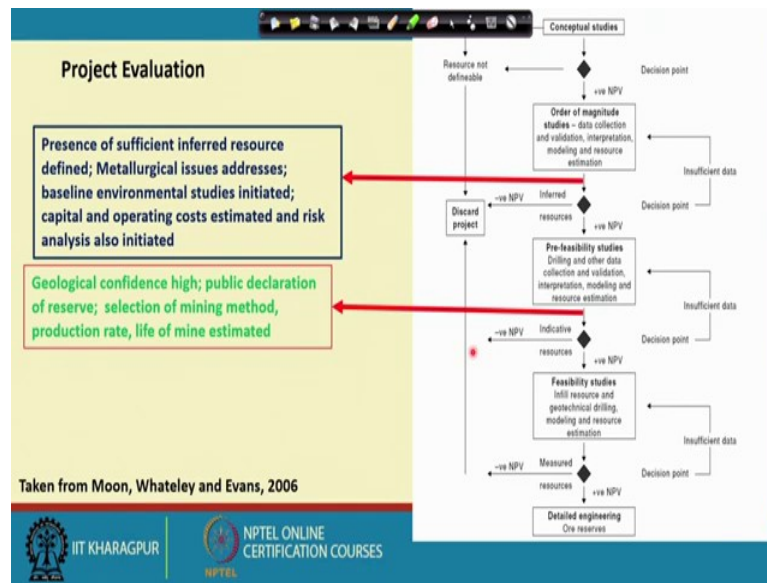 Project Evaluation
Presence of sufficient inferred resource
defined; Metallurgical issues addresses;
baseline environmental studies initiated;
capital and operating costs estimated and risk
analysis also initiated
Geological confidence high; public declaration
of reserve; selection of mining method,
production rate, life of mine estimated
Taken from Moon, Whateley and Evans, 2006
IIT KHARAGPUR
NPTEL
NPTEL ONLINE
CERTIFICATION COURSES
Conceptual studies
Resource not
defineable
Decision point
+ve NPV
Order of magnitude
studies – data collection
and validation, interpretation,
modeling and resource
estimation
Insufficient data
Discard
project
–ve NPV
Inferred
resources
Decision point
+ve NPV
Pre-feasibility studies
Drilling and other data
collection and validation,
interpretation, modeling and
resource estimation
Insufficient data
–ve NPV
Indicative
resources
Decision point
+ve NPV
Feasibility studies
Infill resource and
geotechnical drilling,
modeling and resource
estimation
Insufficient data
–ve NPV
Measured
resources
Decision point
+ve NPV
Detailed engineering
Ore reserves